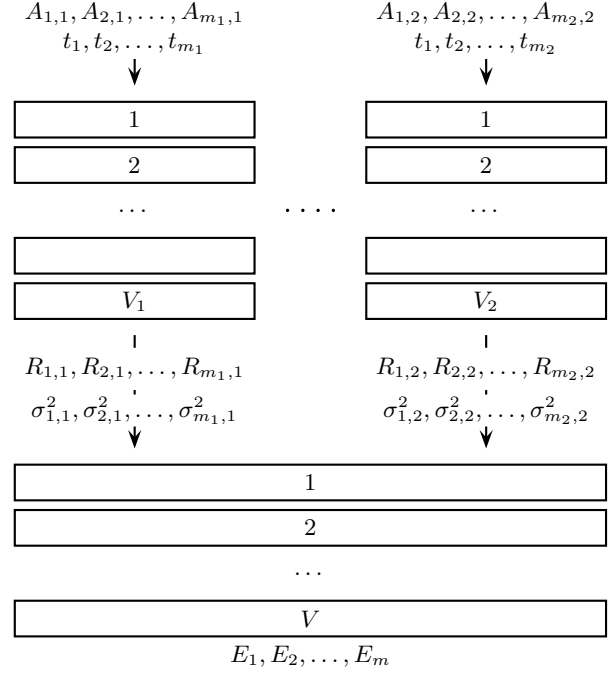 A_{1,1}, A_{2,1}, . . . , A_{m_1,1}
t_1, t_2, . . . , t_{m_1}
1
2
. . .
V_1
R_{1,1}, R_{2,1}, . . . , R_{m_1,1}
σ^2_{1,1}, σ^2_{2,1}, . . . , σ^2_{m_1,1}
. . . .
A_{1,2}, A_{2,2}, . . . , A_{m_2,2}
t_1, t_2, . . . , t_{m_2}
1
2
. . .
V_2
R_{1,2}, R_{2,2}, . . . , R_{m_2,2}
σ^2_{1,2}, σ^2_{2,2}, . . . , σ^2_{m_2,2}
1
2
. . .
V
E_1, E_2, . . . , E_m